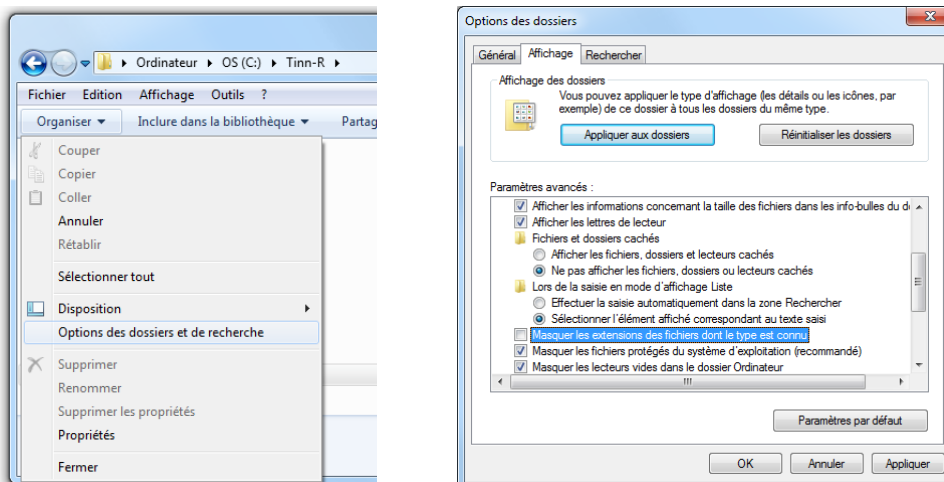 Ordinateur ▸ OS (C:) ▸ Tinn-R ▸
Fichier Edition Affichage Outils ?
Organiser ▼ Inclure dans la bibliothèque ▼
Couper
Copier
Coller
Annuler
Rétablir
Sélectionner tout
Disposition
Options des dossiers et de recherche
Supprimer
Renommer
Supprimer les propriétés
Propriétés
Fermer
Options des dossiers
Général Affichage Rechercher
Affichage des dossiers
Vous pouvez appliquer le type d'affichage (les détails ou les icônes, par
exemple) de ce dossier à tous les dossiers du même type.
Appliquer aux dossiers Réinitialiser les dossiers
Paramètres avancés :
Afficher les informations concernant la taille des fichiers dans les info-bulles du
Afficher les lettres de lecteur
Fichiers et dossiers cachés
Afficher les fichiers, dossiers et lecteurs cachés
Ne pas afficher les fichiers, dossiers ou lecteurs cachés
Lors de la saisie en mode d'affichage Liste
Effectuer la saisie automatiquement dans la zone Rechercher
Sélectionner l'élément affiché correspondant au texte saisi
Masquer les extensions des fichiers dont le type est connu
Masquer les fichiers protégés du système d'exploitation (recommandé)
Masquer les lecteurs vides dans le dossier Ordinateur
Paramètres par défaut
OK Annuler Appliquer